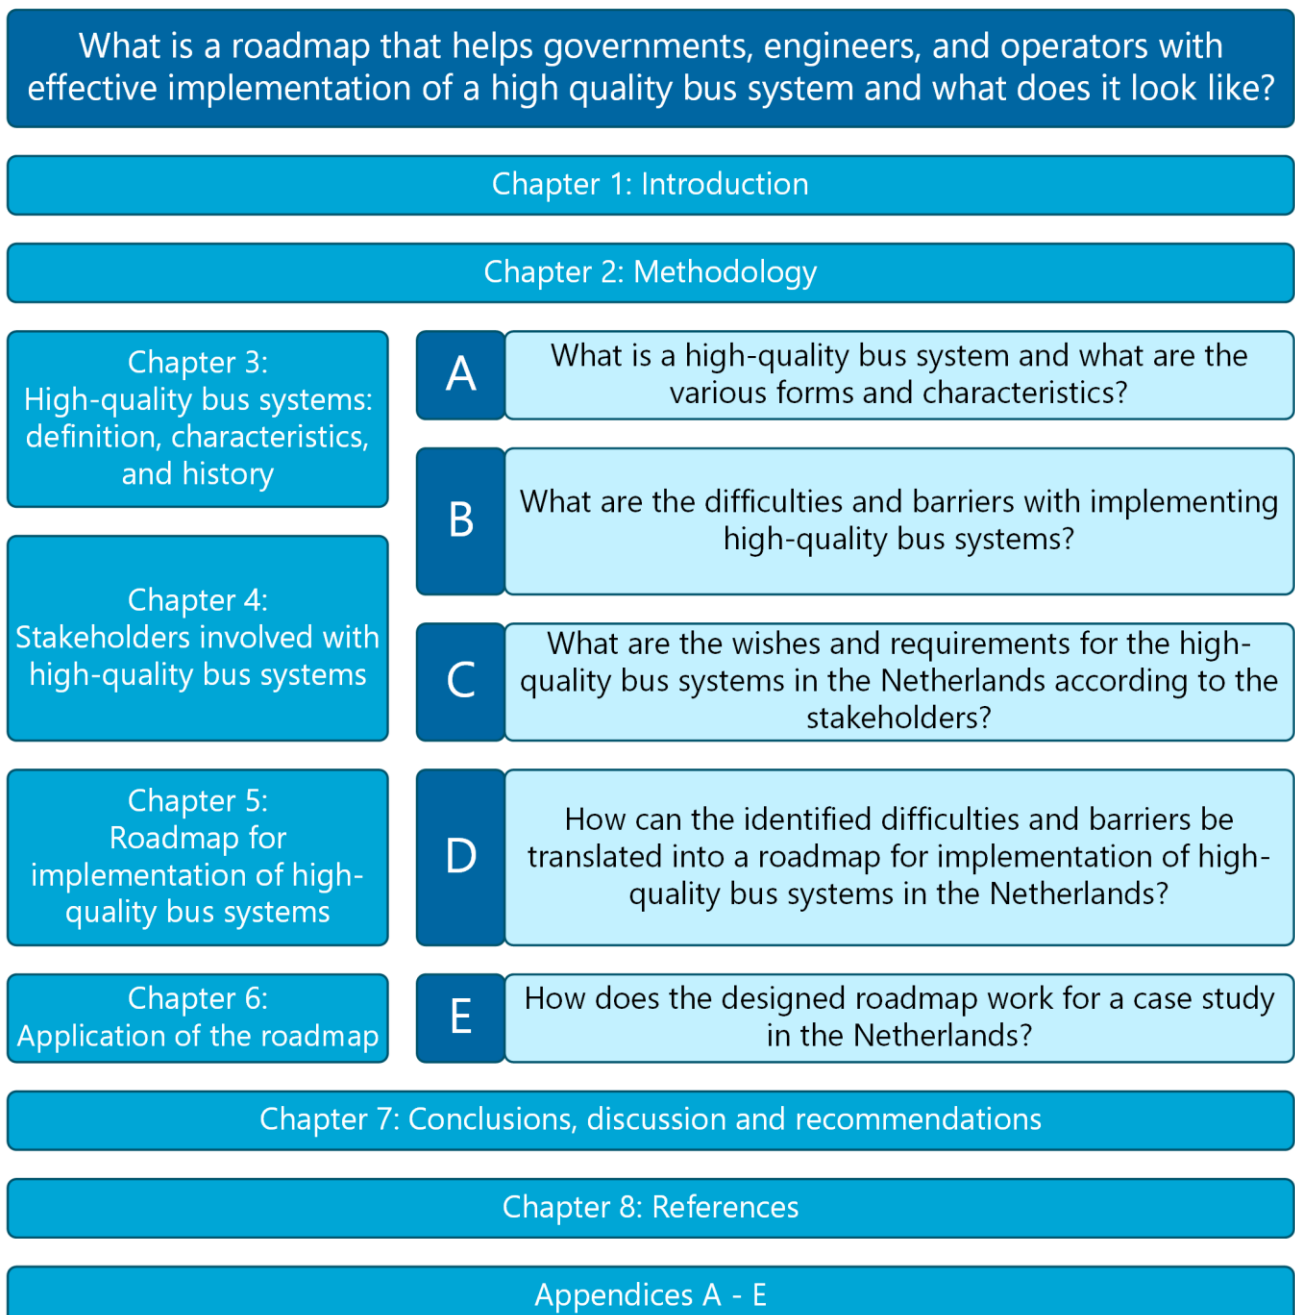 What is a roadmap that helps governments, engineers, and operators with
effective implementation of a high quality bus system and what does it look like?
Chapter 1: Introduction
Chapter 2: Methodology
Chapter 3:
High-quality bus systems:
definition, characteristics,
and history
A
What is a high-quality bus system and what are the
various forms and characteristics?
B
What are the difficulties and barriers with implementing
high-quality bus systems?
Chapter 4:
Stakeholders involved with
high-quality bus systems
C
What are the wishes and requirements for the high-
quality bus systems in the Netherlands according to the
stakeholders?
Chapter 5:
Roadmap for
implementation of high-
quality bus systems
D
How can the identified difficulties and barriers be
translated into a roadmap for implementation of high-
quality bus systems in the Netherlands?
Chapter 6:
Application of the roadmap
E
How does the designed roadmap work for a case study
in the Netherlands?
Chapter 7: Conclusions, discussion and recommendations
Chapter 8: References
Appendices A - E